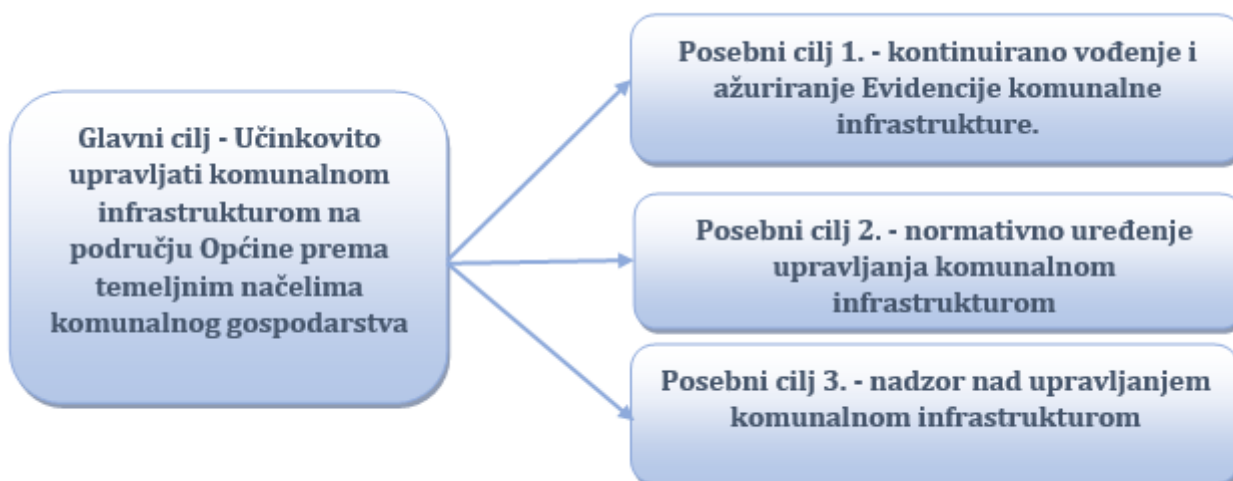 Glavni cilj - Učinkovito
upravljati komunalnom
infrastrukturom na
području Općine prema
temeljnim načelima
komunalnog gospodarstva
Posebni cilj 1. - kontinuirano vođenje i
ažuriranje Evidencije komunalne
infrastrukture.
Posebni cilj 2. - normativno uređenje
upravljanja komunalnom
infrastrukturom
Posebni cilj 3. - nadzor nad upravljanjem
komunalnom infrastrukturom